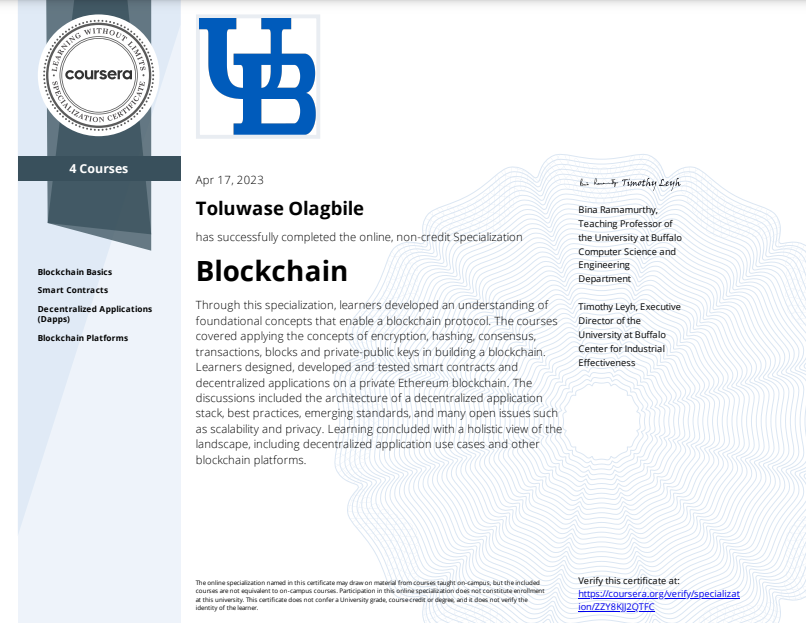 LEARNING WITHOUT LIMITS
coursera
SPECIALIZATION CERTIFICATE
4 Courses
Blockchain Basics
Smart Contracts
Decentralized Applications
(Dapps)
Blockchain Platforms
UB
Apr 17, 2023
Toluwase Olagbile
has successfully completed the online, non-credit Specialization
Blockchain
Through this specialization, learners developed an understanding of
foundational concepts that enable a blockchain protocol. The courses
covered applying the concepts of encryption, hashing, consensus,
transactions, blocks and private-public keys in building a blockchain.
Learners designed, developed and tested smart contracts and
decentralized applications on a private Ethereum blockchain. The
discussions included the architecture of a decentralized application
stack, best practices, emerging standards, and many open issues such
as scalability and privacy. Learning concluded with a holistic view of the
landscape, including decentralized application use cases and other
blockchain platforms.
Timothy Leyh
Bina Ramamurthy,
Teaching Professor of
the University at Buffalo
Computer Science and
Engineering
Department
Timothy Leyh, Executive
Director of the
University at Buffalo
Center for Industrial
Effectiveness
The online specialization named in this certificate may draw on material from courses taught on-campus, but the included
courses are not equivalent to on-campus courses. Participation in this online specialization does not constitute enrollment
at this university. This certificate does not confer a University grade, course credit or degree, and it does not verify the
identity of the learner.
Verify this certificate at:
https://coursera.org/verify/specializat
ion/ZZY8KJJ2QTFC